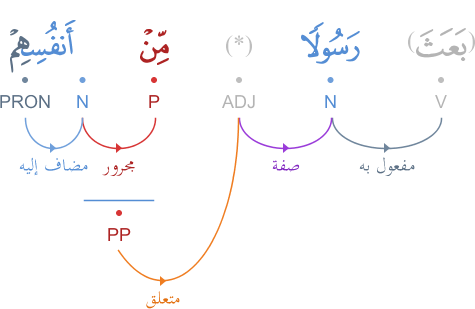 (بَعَثَ) رَسُولًا (*) مِّنْ أَنفُسِهِمْ
V N ADJ P N PRON
مفعول به صفة مجرور مضاف إليه
PP
متعلق